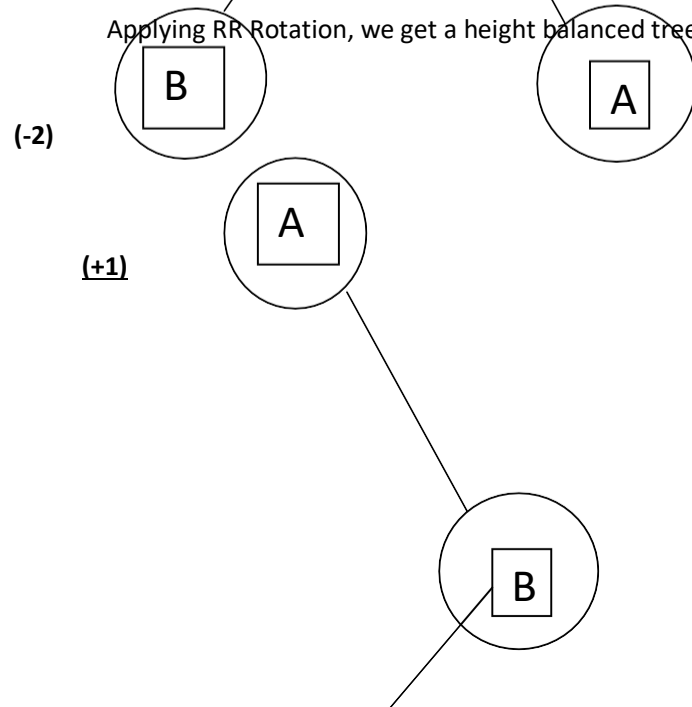 Applying RR Rotation, we get a height balanced tree
B
A
(-2)
A
(+1)
B